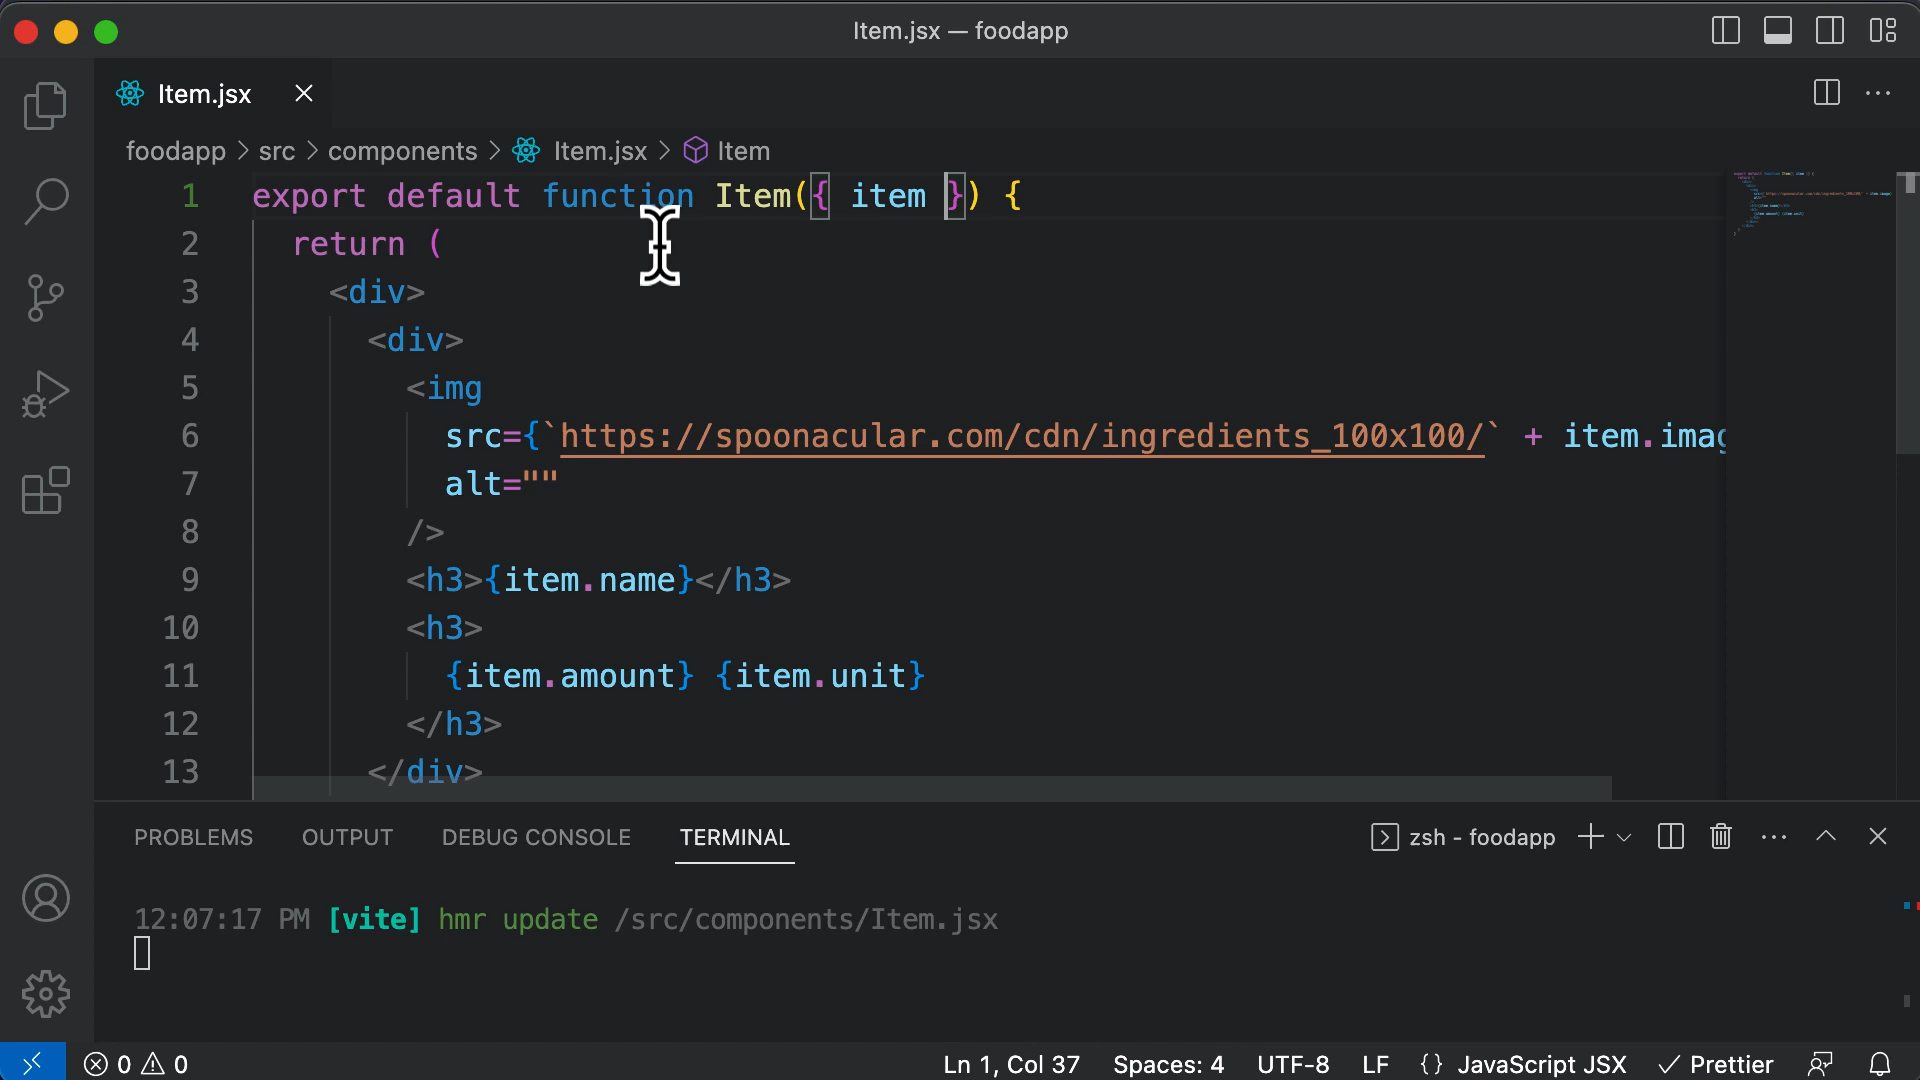 Item.jsx — foodapp
Item.jsx
foodapp > src > components > Item.jsx > Item
1 export default function Item({ item }) {
2 return (
3 <div>
4 <div>
5 <img
6 src={`https://spoonacular.com/cdn/ingredients_100x100/` + item.imag
7 alt=""
8 />
9 <h3>{item.name}</h3>
10 <h3>
11 {item.amount} {item.unit}
12 </h3>
13 </div>
PROBLEMS OUTPUT DEBUG CONSOLE TERMINAL zsh - foodapp
12:07:17 PM [vite] hmr update /src/components/Item.jsx
0 0 Ln 1, Col 37 Spaces: 4 UTF-8 LF {} JavaScript JSX Prettier